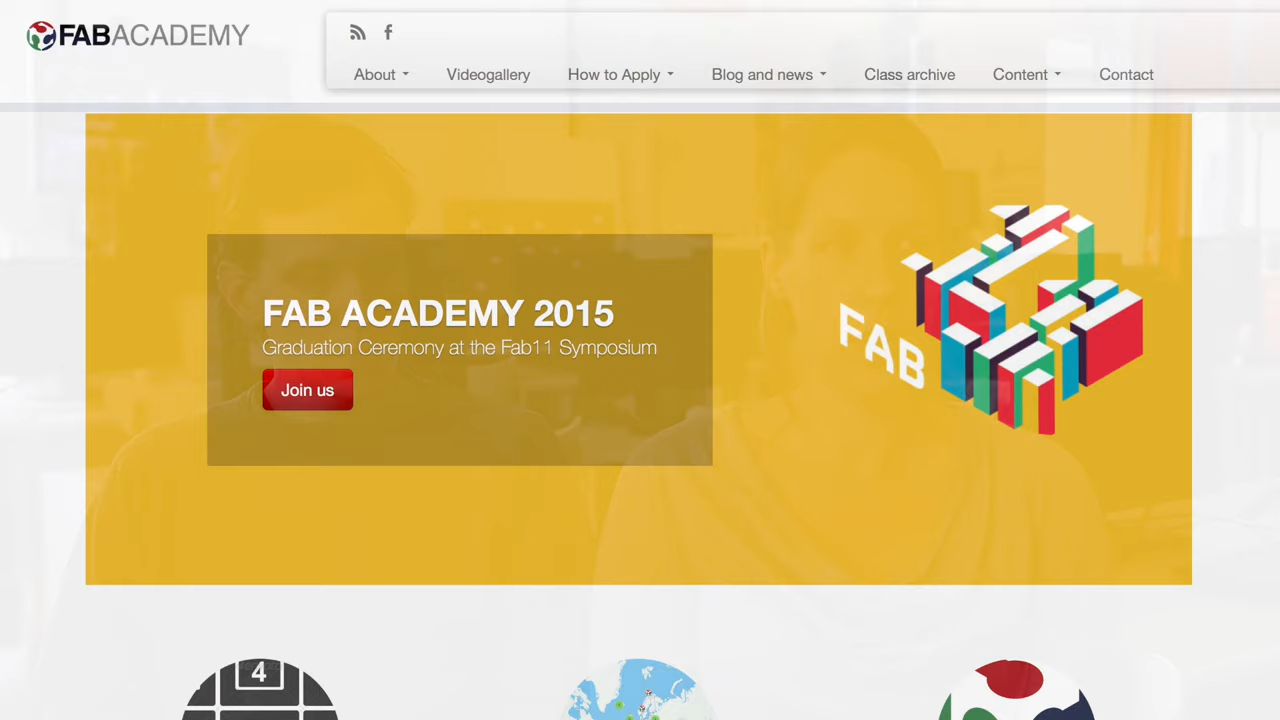 FABACADEMY
About
Videogallery
How to Apply
Blog and news
Class archive
Content
Contact
FAB ACADEMY 2015
Graduation Ceremony at the Fab11 Symposium
Join us
FAB
4